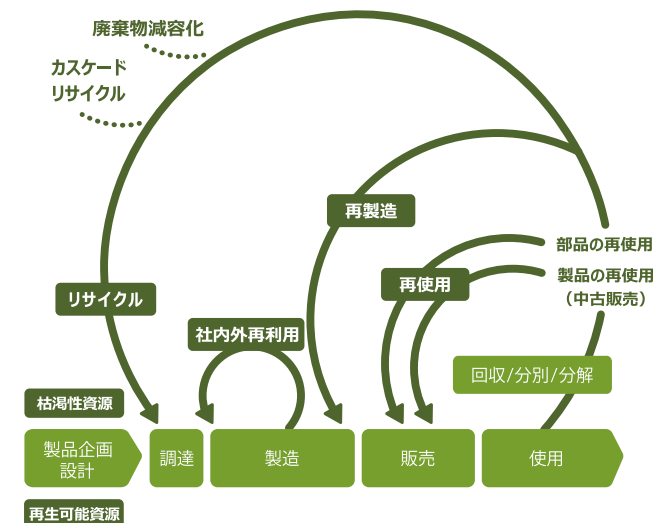 廃棄物減容化
カスケード
リサイクル
再製造
部品の再使用
製品の再使用
（中古販売）
再使用
リサイクル
社内外再利用
回収/分別/分解
枯渇性資源
製品企画
設計
調達
製造
販売
使用
再生可能資源